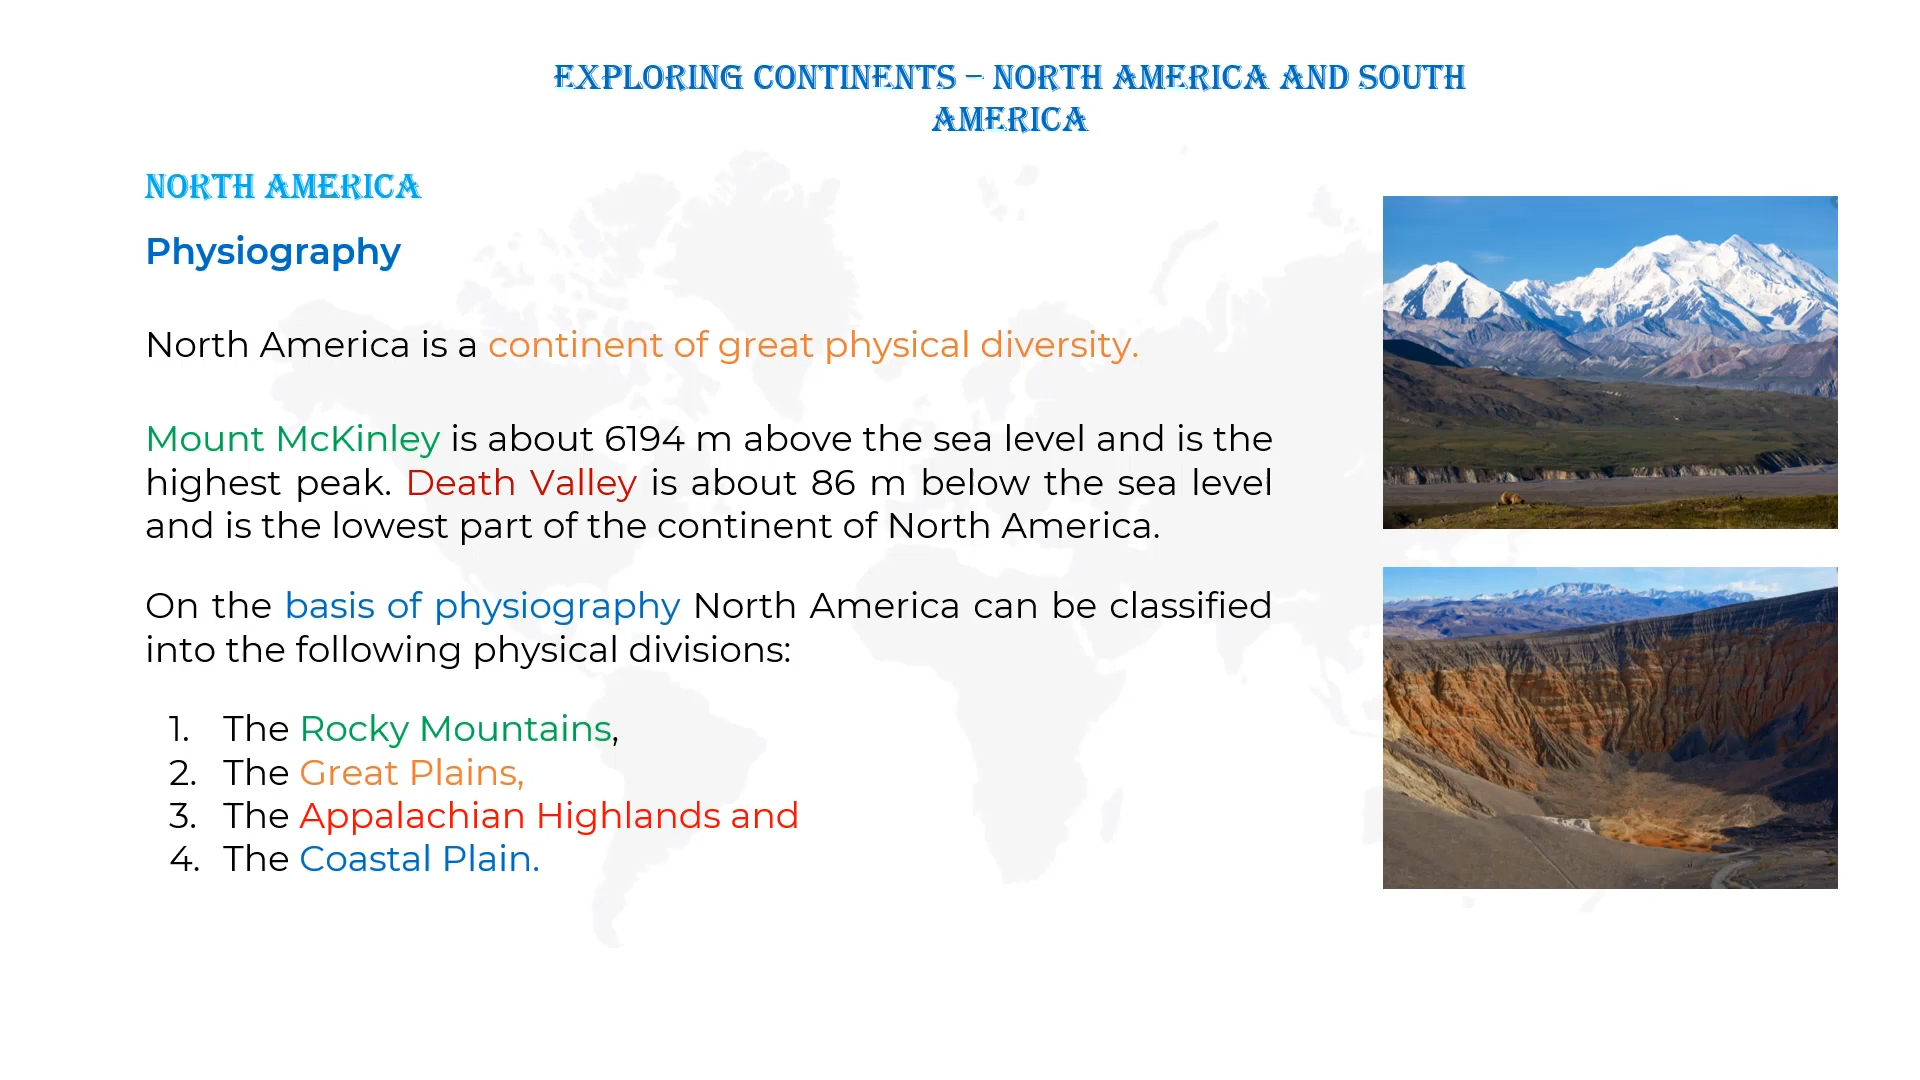 EXPLORING CONTINENTS – NORTH AMERICA AND SOUTH
AMERICA
NORTH AMERICA
Physiography
North America is a continent of great physical diversity.
Mount McKinley is about 6194 m above the sea level and is the
highest peak. Death Valley is about 86 m below the sea level
and is the lowest part of the continent of North America.
On the basis of physiography North America can be classified
into the following physical divisions:
1. The Rocky Mountains,
2. The Great Plains,
3. The Appalachian Highlands and
4. The Coastal Plain.